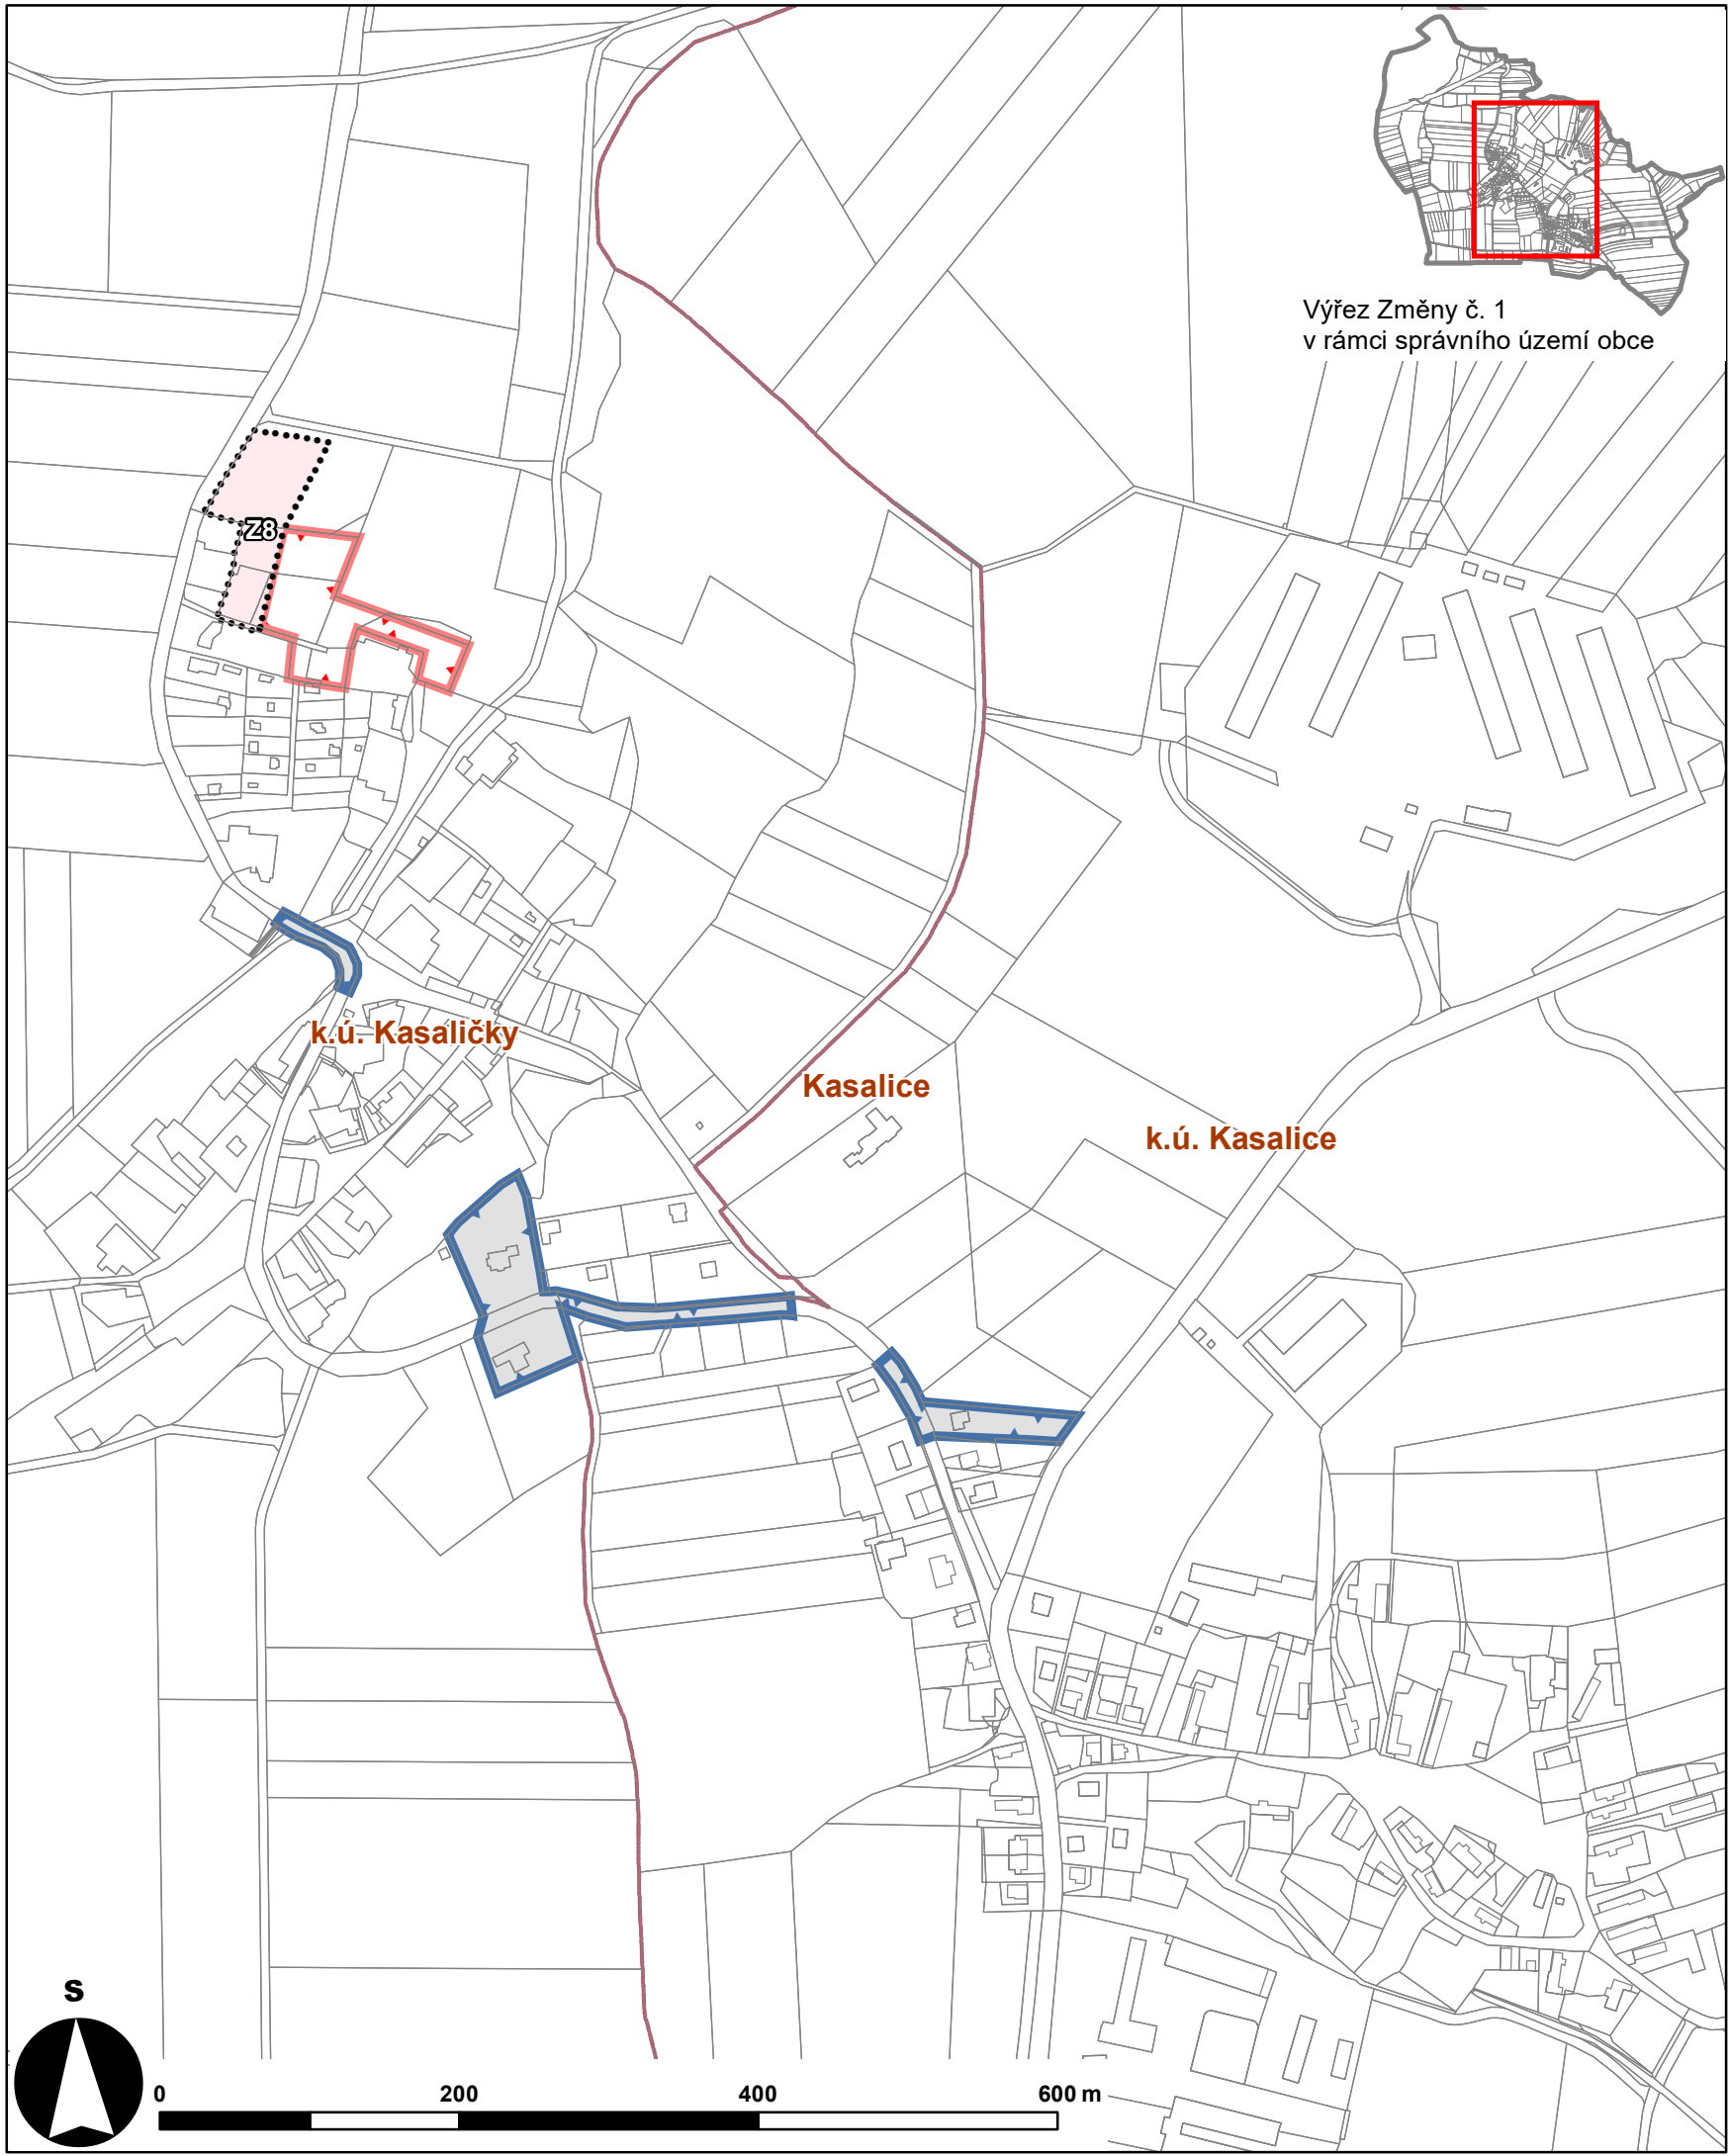 Výřez Změny č. 1
v rámci správního území obce
Z8
k.ú. Kasaličky
Kasalice
k.ú. Kasalice
S
0 200 400 600 m